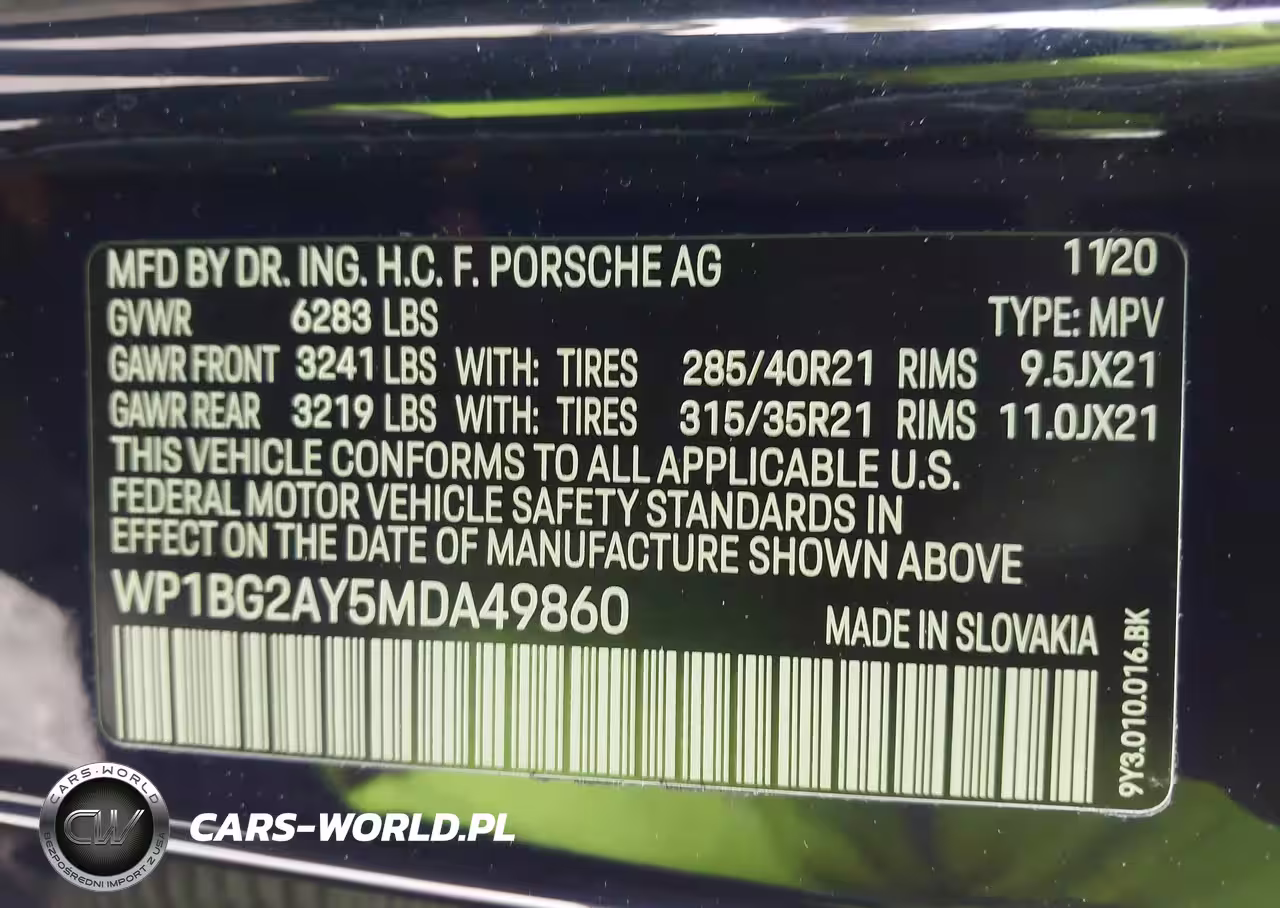 MFD BY DR. ING. H.C. F. PORSCHE AG 11/20
GVWR 6283 LBS TYPE: MPV
GAWR FRONT 3241 LBS WITH: TIRES 285/40R21 RIMS 9.5JX21
GAWR REAR 3219 LBS WITH: TIRES 315/35R21 RIMS 11.0JX21
THIS VEHICLE CONFORMS TO ALL APPLICABLE U.S.
FEDERAL MOTOR VEHICLE SAFETY STANDARDS IN
EFFECT ON THE DATE OF MANUFACTURE SHOWN ABOVE
WP1BG2AY5MDA49860
MADE IN SLOVAKIA
9Y3.010.016.BK
CARS-WORLD
CW
BEZPOŚREDNI IMPORT Z USA
CARS-WORLD.PL